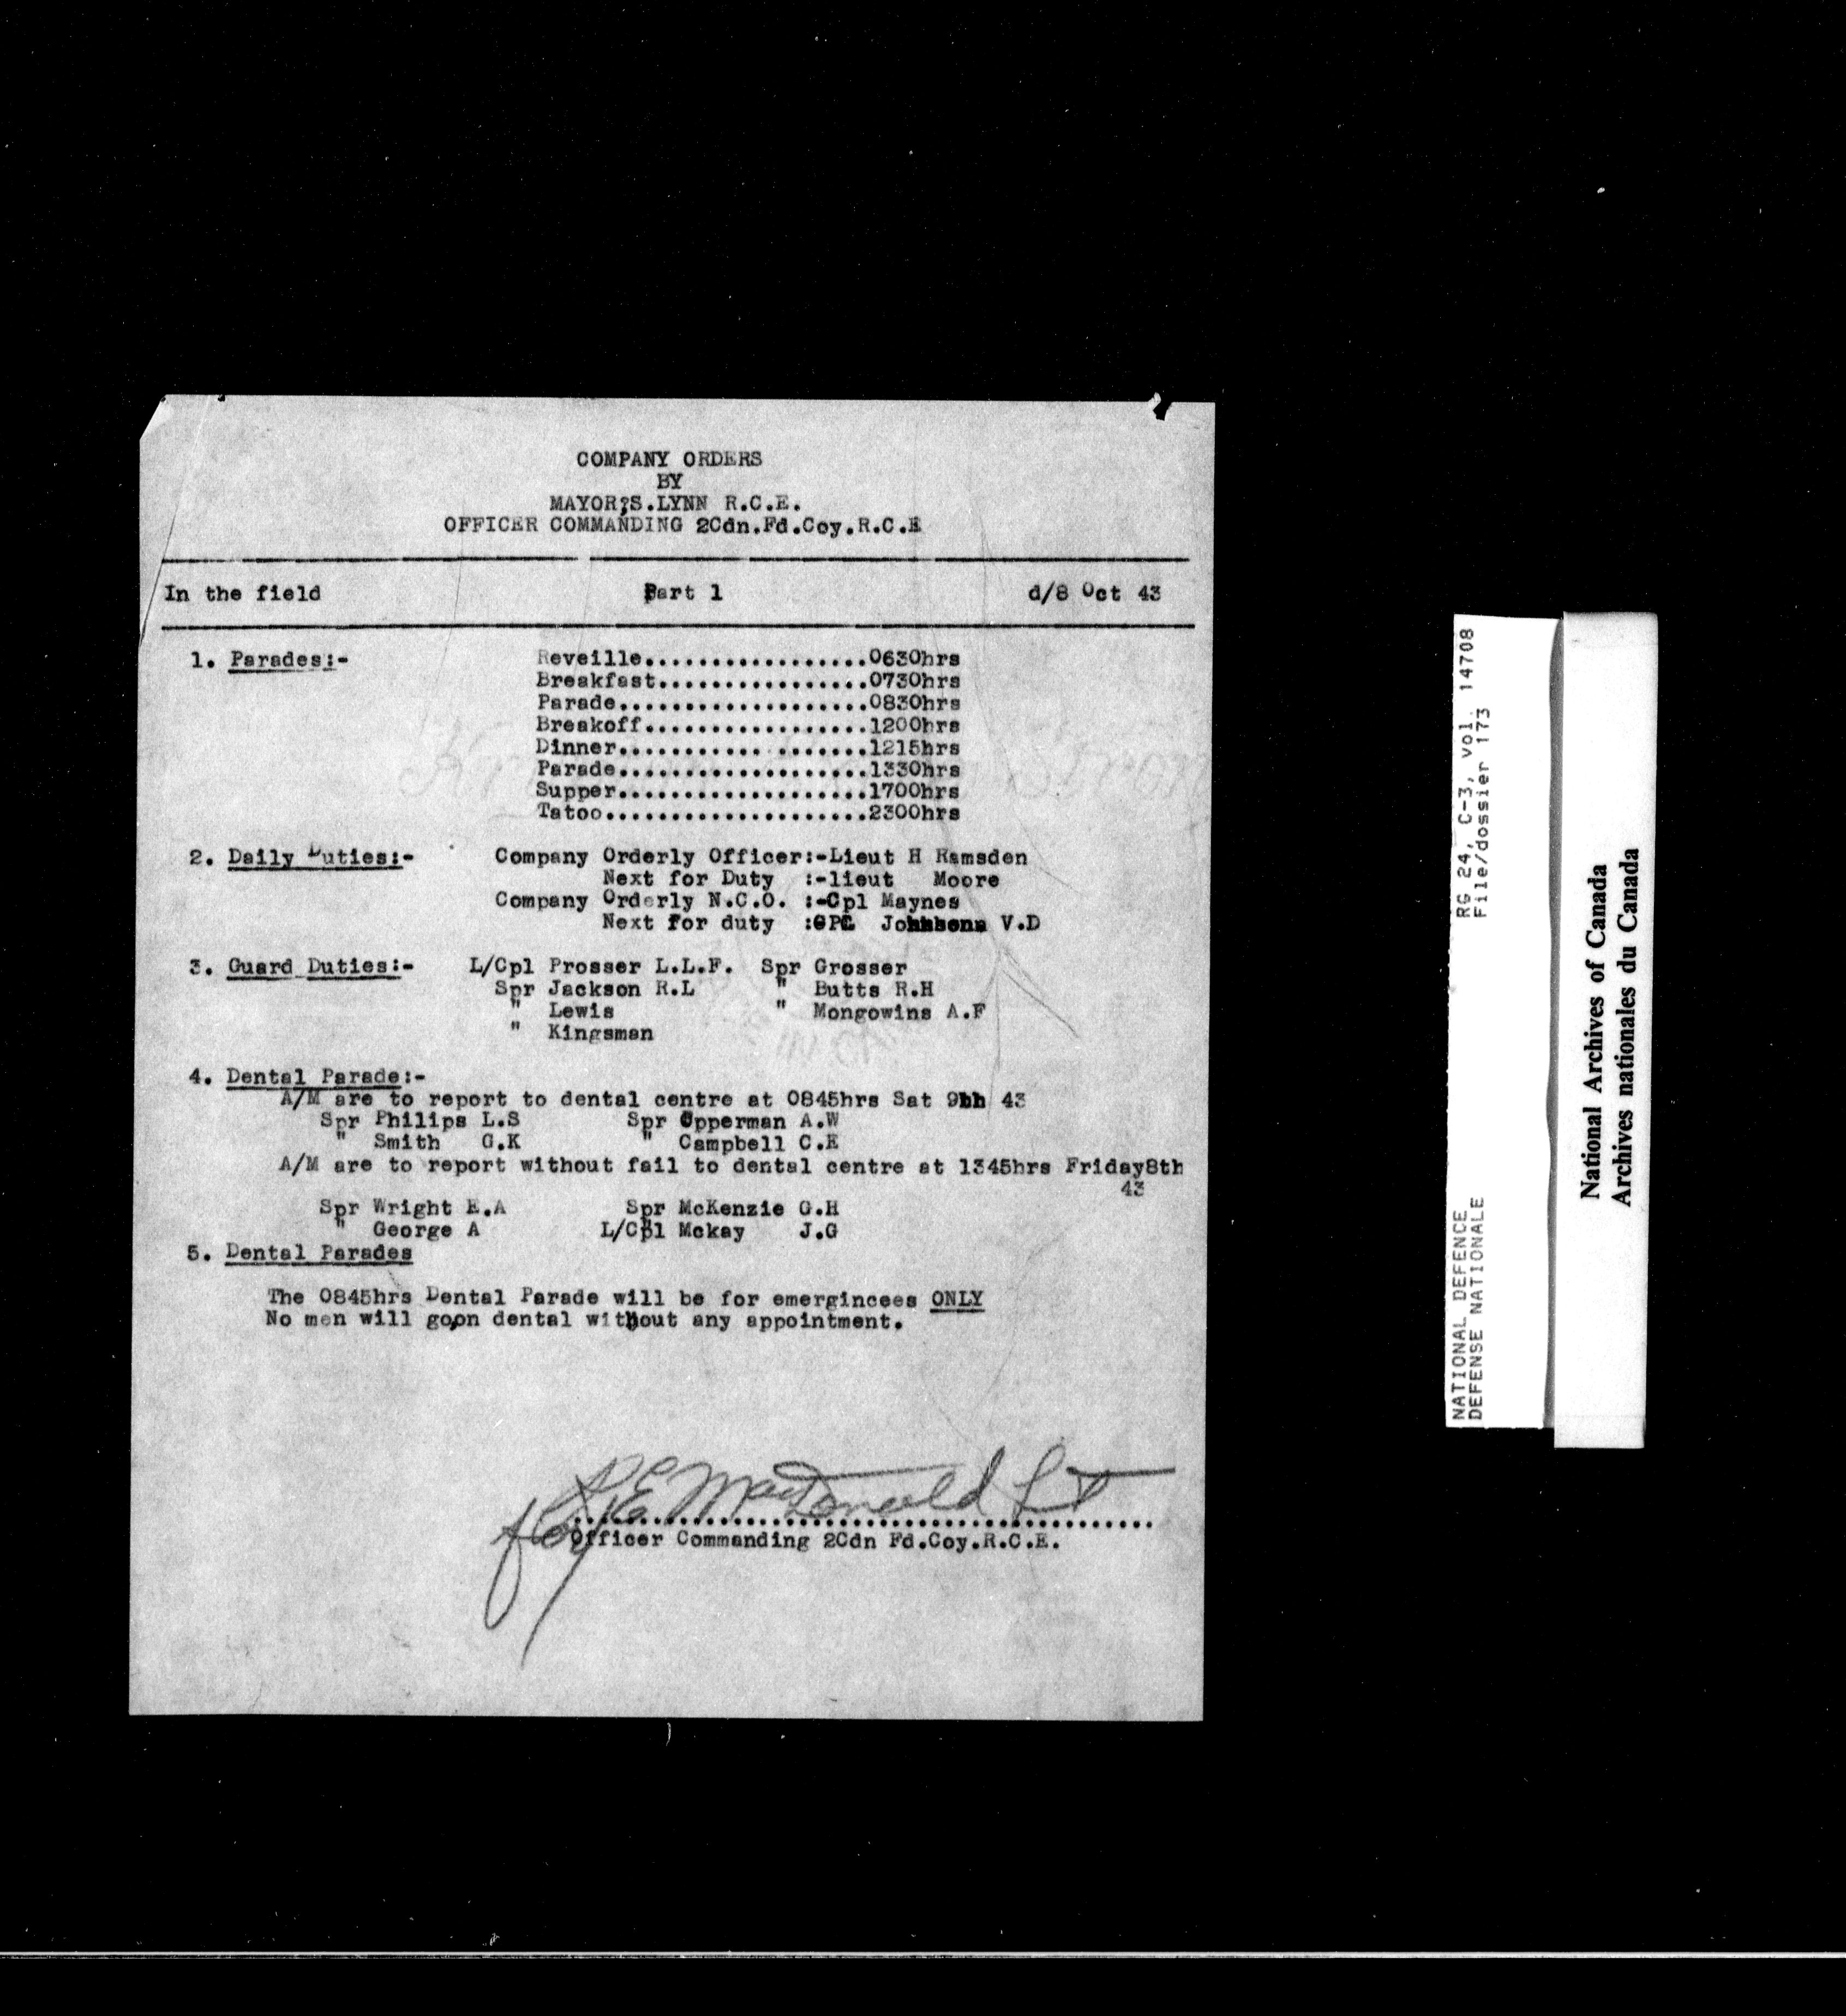 COMPANY ORDERS
BY
MAYOR;S.LYNN R.C.E.
OFFICER COMMANDING 2Cdn.Fd.Coy.R.C.E
In the field Part 1 d/8 Oct 43
1. Parades:- Reveille.................0630hrs
Breakfast................0730hrs
Parade...................0830hrs
Breakoff.................1200hrs
Dinner........... .......1215hrs
Parade...................1330hrs
Supper...................1700hrs
Tatoo....................2300hrs
2. Daily Duties:- Company Orderly Officer:-Lieut H Ramsden
Next for Duty :-lieut Moore
Company Orderly N.C.O. :-Cpl Maynes
Next for duty : V.D
3. Guard Duties:- L/Cpl Prosser L.L.F. Spr Grosser
Spr Jackson R.L " Butts R.H
" Lewis " Mongowins A.F
" Kingsman
4. Dental Parade:-
A/M are to report to dental centre at 0845hrs Sat 43
Spr Philips L.S Spr Opperman A.W
" Smith G.K " Campbell C.E
A/M are to report without fail to dental centre at 1345hrs Friday8th
43
Spr Wright E.A Spr McKenzie G.H
" George A L/Cpl Mckay J.G
5. Dental Parades
The 0845hrs Dental Parade will be for emergincees ONLY
No men will goon dental without any appointment.
for R.E. MacDonald Lt
Officer Commanding 2Cdn Fd.Coy.R.C.E.
RG 24, C-3, vol. 14708
File/dossier 173
NATIONAL DEFENCE
DEFENSE NATIONALE
National Archives of Canada
Archives nationales du Canada